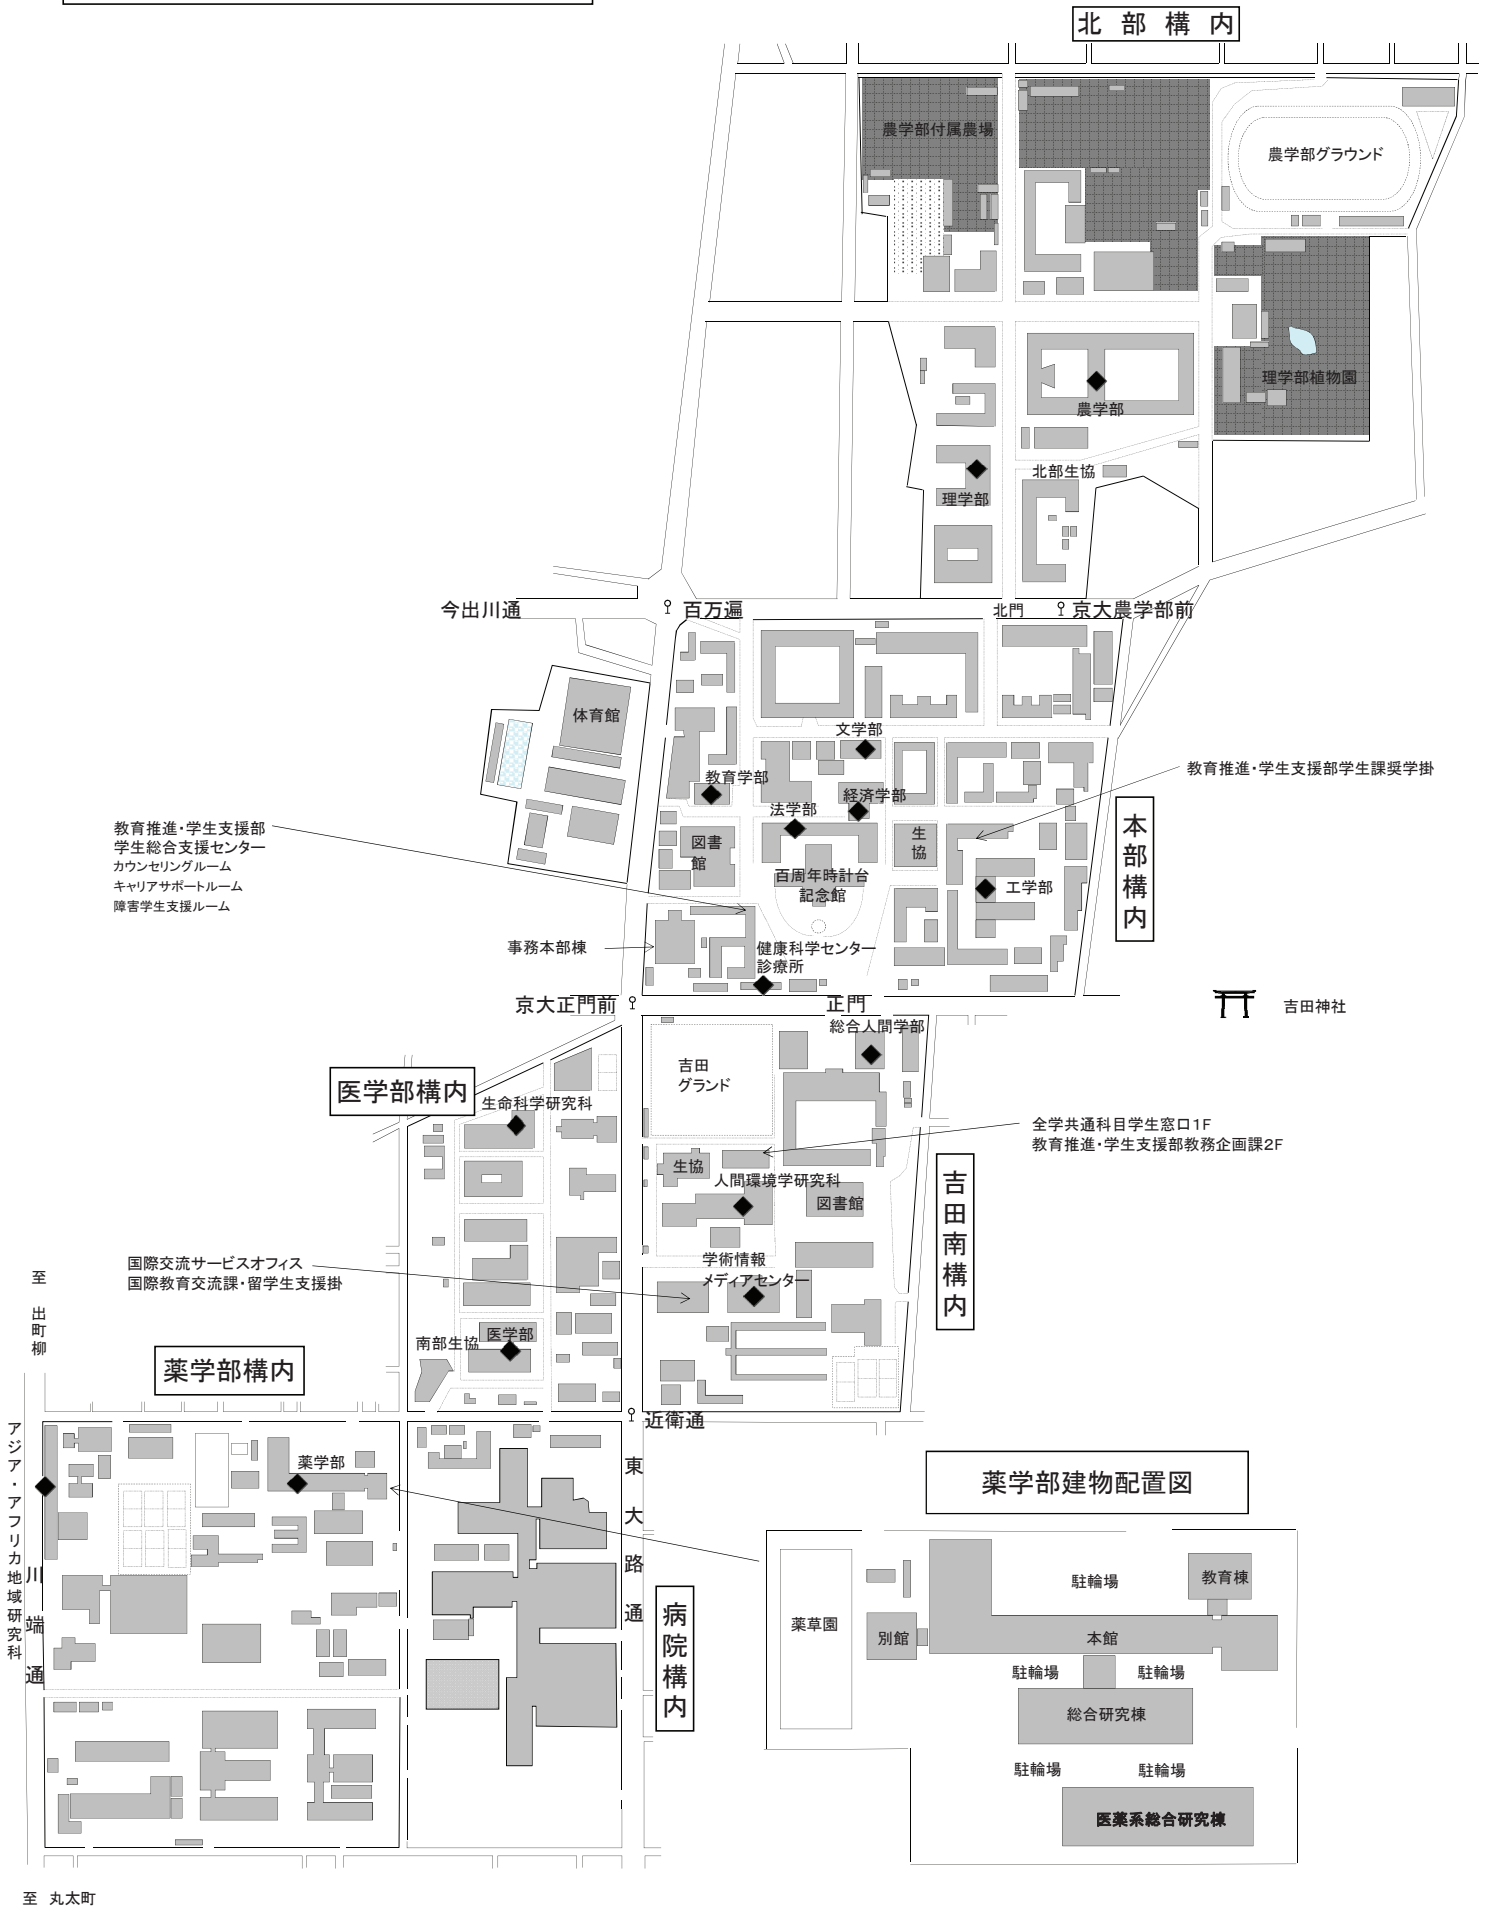 北部構内
農学部付属農場
農学部グラウンド
理学部植物園
農学部
北部生協
理学部
今出川通
百万遍
北門
京大農学部前
体育館
文学部
教育学部
経済学部
法学部
教育推進・学生支援部学生課奨学掛
本部構内
図書
館
生
協
百周年時計台
記念館
工学部
教育推進・学生支援部
学生総合支援センター
カウンセリングルーム
キャリアサポートルーム
障害学生支援ルーム
事務本部棟
健康科学センター
診療所
京大正門前
正門
吉田神社
総合人間学部
吉田
グランド
医学部構内
生命科学研究科
全学共通科目学生窓口1F
教育推進・学生支援部教務企画課2F
生協
人間環境学研究科
図書館
吉田南構内
学術情報
メディアセンター
国際交流サービスオフィス
国際教育交流課・留学生支援掛
至 出町柳
南部生協
医学部
薬学部構内
近衛通
アジア・アフリカ地域研究科
川端通
薬学部
東大路通
病院構内
薬学部建物配置図
薬草園
別館
駐輪場
教育棟
本館
駐輪場
駐輪場
総合研究棟
駐輪場
駐輪場
医薬系総合研究棟
至 丸太町